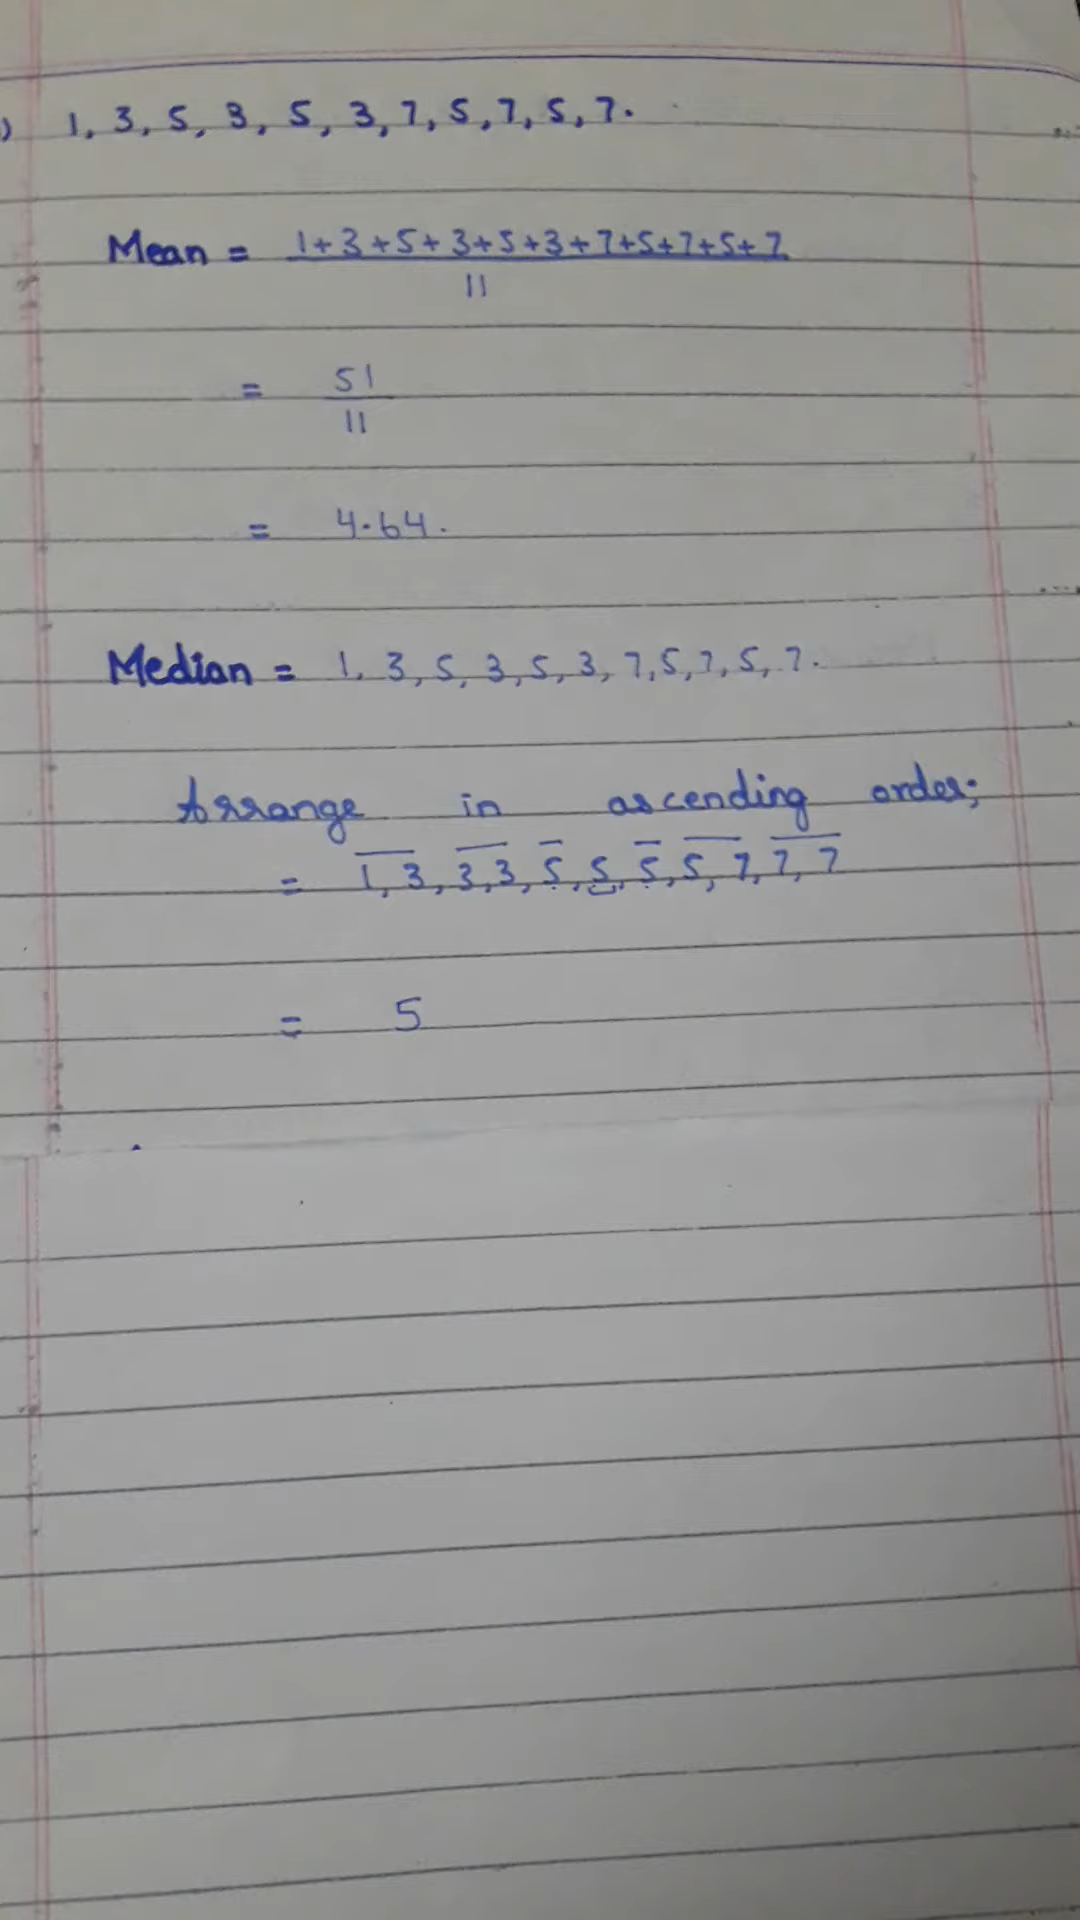 ) 1, 3, 5, 3, 5, 3, 7, 5, 7, 5, 7.
Mean = 1+3+5+3+5+3+7+5+7+5+7
11
= 51
11
= 4.64.
Median = 1, 3, 5, 3, 5, 3, 7, 5, 7, 5, 7.
Arrange in ascending order;
= 1, 3, 3, 3, 5, 5, 5, 5, 7, 7, 7
= 5